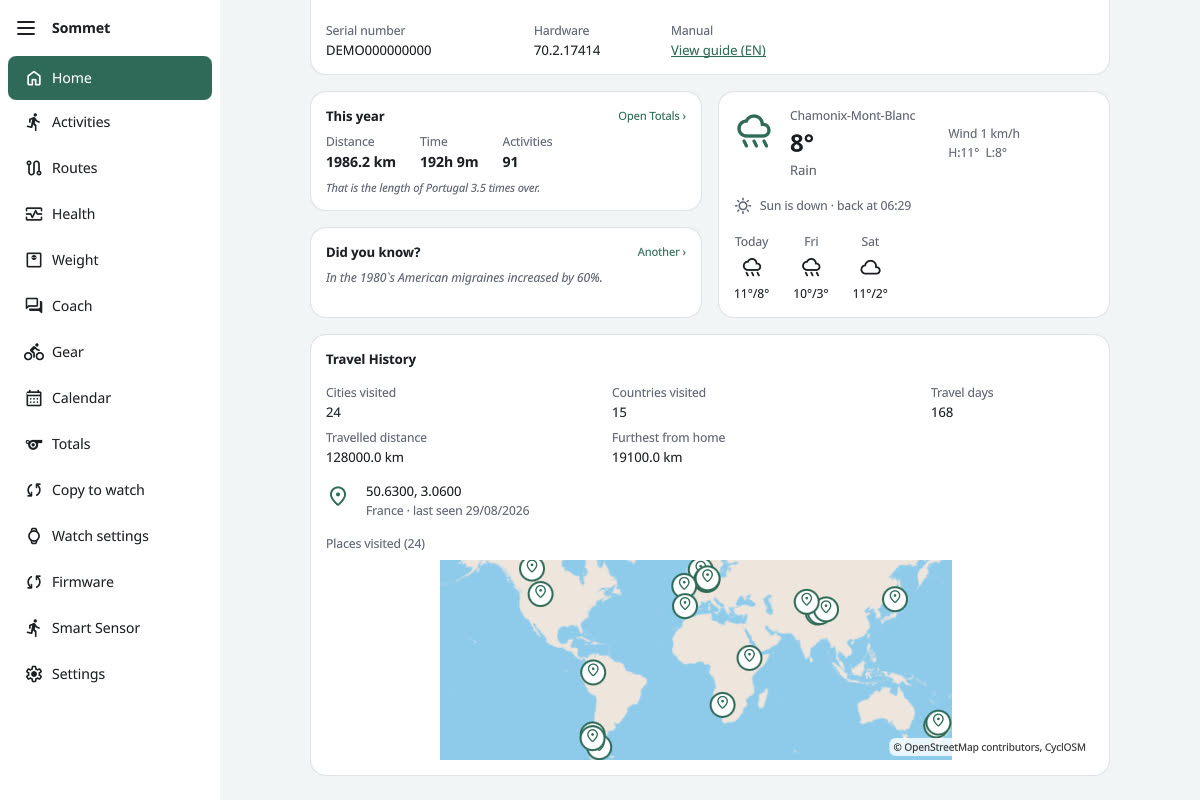 Sommet
Home
Activities
Routes
Health
Weight
Coach
Gear
Calendar
Totals
Copy to watch
Watch settings
Firmware
Smart Sensor
Settings
Serial number
DEMO000000000
Hardware
70.2.17414
Manual
View guide (EN)
This year
Open Totals ›
Distance
1986.2 km
Time
192h 9m
Activities
91
That is the length of Portugal 3.5 times over.
Did you know?
Another ›
In the 1980`s American migraines increased by 60%.
Chamonix-Mont-Blanc
8°
Rain
Wind 1 km/h
H:11° L:8°
Sun is down · back at 06:29
Today
11°/8°
Fri
10°/3°
Sat
11°/2°
Travel History
Cities visited
24
Countries visited
15
Travel days
168
Travelled distance
128000.0 km
Furthest from home
19100.0 km
50.6300, 3.0600
France · last seen 29/08/2026
Places visited (24)
© OpenStreetMap contributors, CyclOSM